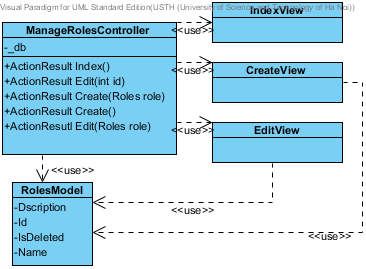 Visual Paradigm for UML Standard Edition(USTH (University of Science and Technology of Ha Noi))
IndexView
ManageRolesController
<<use>>
-_db
+ActionResult Index()
+ActionResult Edit(int id)
+ActionResult Create(Roles role)
+ActionResult Create()
+ActionResutl Edit(Roles role)
<<use>>
CreateView
<<use>>
EditView
<<use>>
RolesModel
-Dscription
-Id
-IsDeleted
-Name
<<use>>
<<use>>